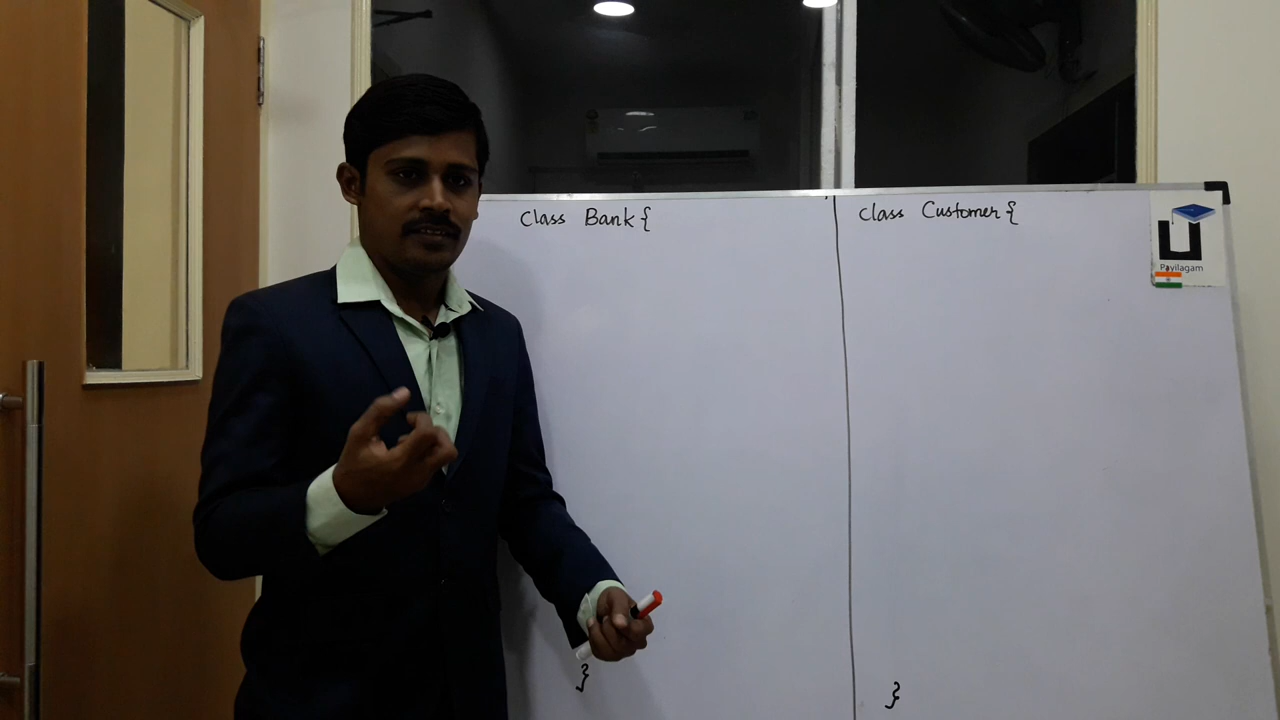 Class Bank {
Class Customer {
Payilagam
}
}